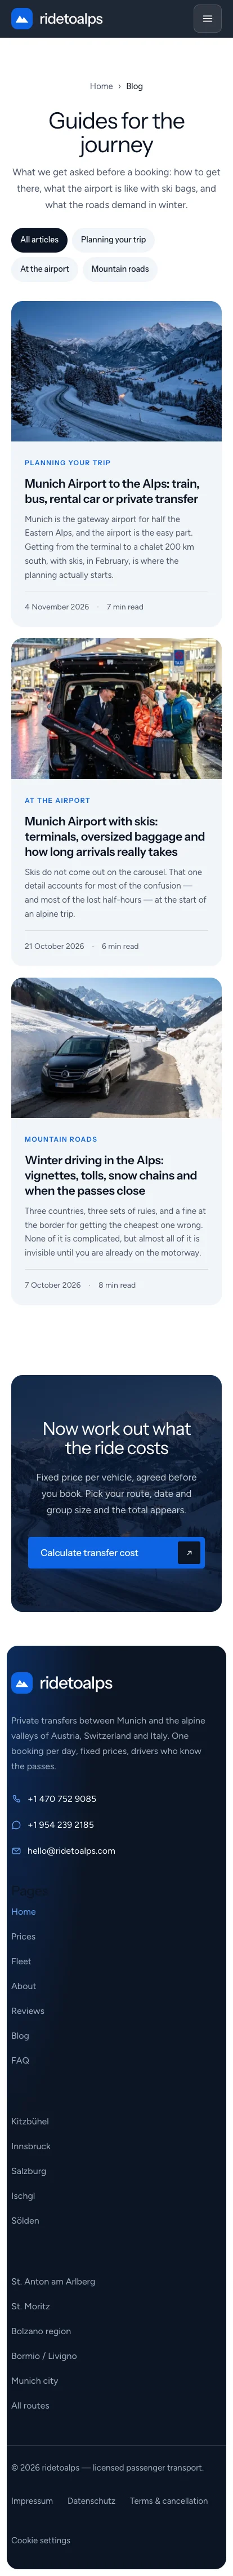 ridetoalps
Home › Blog
Guides for the
journey
What we get asked before a booking: how to get
there, what the airport is like with ski bags, and
what the roads demand in winter.
All articles
Planning your trip
At the airport
Mountain roads
PLANNING YOUR TRIP
Munich Airport to the Alps: train,
bus, rental car or private transfer
Munich is the gateway airport for half the
Eastern Alps, and the airport is the easy part.
Getting from the terminal to a chalet 200 km
south, with skis, in February, is where the
planning actually starts.
4 November 2026 · 7 min read
AT THE AIRPORT
Munich Airport with skis:
terminals, oversized baggage and
how long arrivals really takes
Skis do not come out on the carousel. That one
detail accounts for most of the confusion —
and most of the lost half-hours — at the start of
an alpine trip.
21 October 2026 · 6 min read
MOUNTAIN ROADS
Winter driving in the Alps:
vignettes, tolls, snow chains and
when the passes close
Three countries, three sets of rules, and a fine at
the border for getting the cheapest one wrong.
None of it is complicated, but almost all of it is
invisible until you are already on the motorway.
7 October 2026 · 8 min read
Now work out what
the ride costs
Fixed price per vehicle, agreed before
you book. Pick your route, date and
group size and the total appears.
Calculate transfer cost
ridetoalps
Private transfers between Munich and the alpine
valleys of Austria, Switzerland and Italy. One
booking per day, fixed prices, drivers who know
the passes.
+1 470 752 9085
+1 954 239 2185
hello@ridetoalps.com
Pages
Home
Prices
Fleet
About
Reviews
Blog
FAQ
Kitzbühel
Innsbruck
Salzburg
Ischgl
Sölden
St. Anton am Arlberg
St. Moritz
Bolzano region
Bormio / Livigno
Munich city
All routes
© 2026 ridetoalps — licensed passenger transport.
Impressum
Datenschutz
Terms & cancellation
Cookie settings